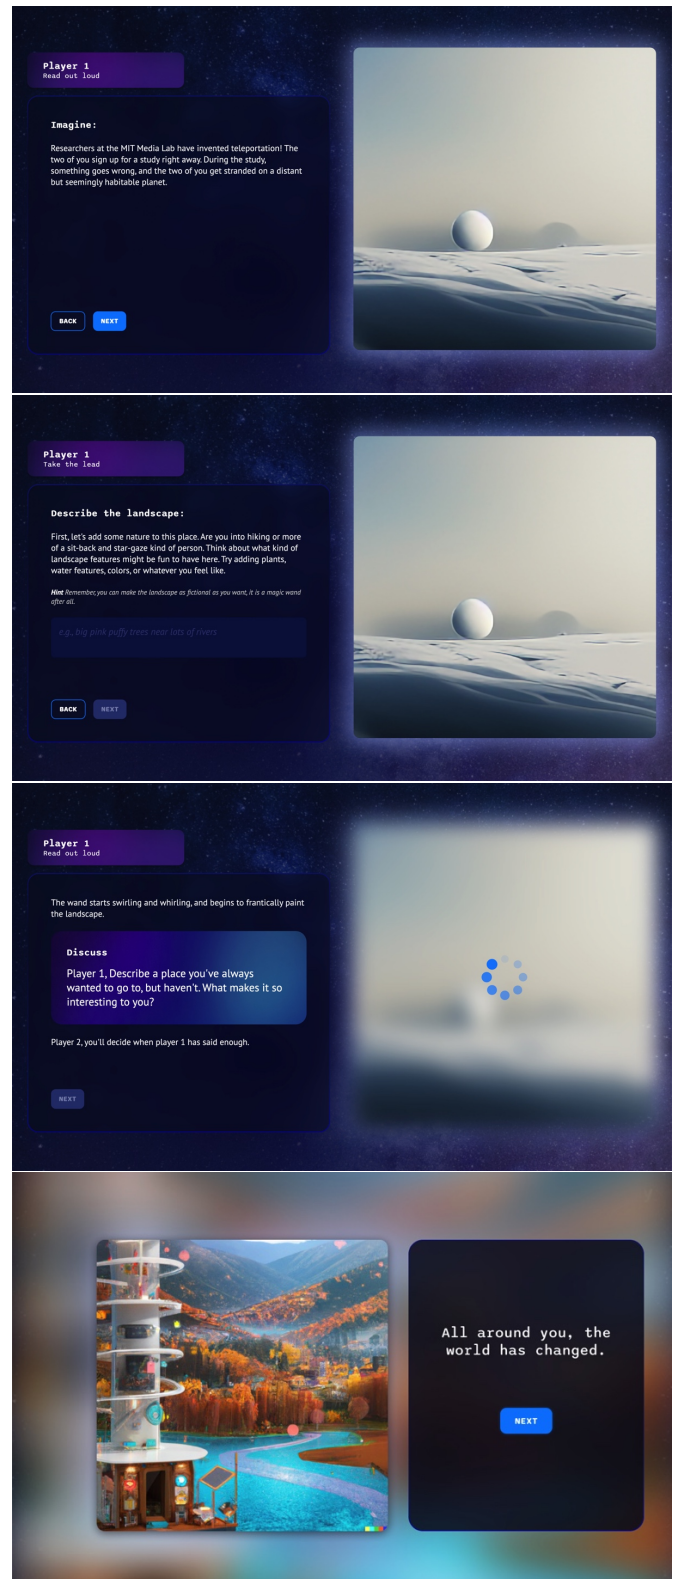 Player 1
Read out loud
Imagine:
Researchers at the MIT Media Lab have invented teleportation! The
two of you sign up for a study right away. During the study,
something goes wrong, and the two of you get stranded on a distant
but seemingly habitable planet.
BACK NEXT
Player 1
Take the lead
Describe the landscape:
First, let's add some nature to this place. Are you into hiking or more
of a sit-back and star-gaze kind of person. Think about what kind of
landscape features might be fun to have here. Try adding plants,
water features, colors, or whatever you feel like.
Hint Remember, you can make the landscape as fictional as you want, it is a magic wand
after all.
e.g., big pink puffy trees near lots of rivers
BACK NEXT
Player 1
Read out loud
The wand starts swirling and whirling, and begins to frantically paint
the landscape.
Discuss
Player 1, Describe a place you've always
wanted to go to, but haven't. What makes it so
interesting to you?
Player 2, you'll decide when player 1 has said enough.
NEXT
All around you, the
world has changed.
NEXT